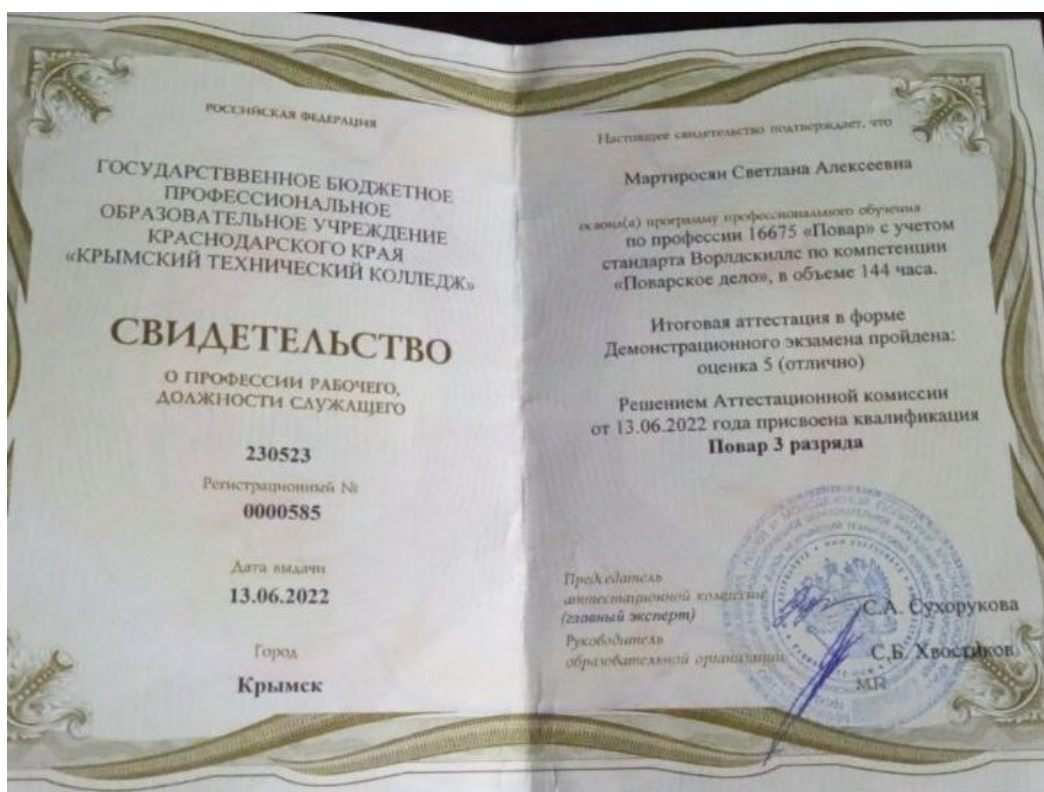 РОССИЙСКАЯ ФЕДЕРАЦИЯ
ГОСУДАРСТВВЕННОЕ БЮДЖЕТНОЕ
ПРОФЕССИОНАЛЬНОЕ
ОБРАЗОВАТЕЛЬНОЕ УЧРЕЖДЕНИЕ
КРАСНОДАРСКОГО КРАЯ
«КРЫМСКИЙ ТЕХНИЧЕСКИЙ КОЛЛЕДЖ»
СВИДЕТЕЛЬСТВО
О ПРОФЕССИИ РАБОЧЕГО,
ДОЛЖНОСТИ СЛУЖАЩЕГО
230523
Регистрационный №
0000585
Дата выдачи
13.06.2022
Город
Крымск
Настоящее свидетельство подтверждает, что
Мартиросян Светлана Алексеевна
программу профессионального обучения
по профессии 16675 «Повар» с учетом
стандарта Ворлдскиллс по компетенции
«Поварское дело», в объеме 144 часа.
Итоговая аттестация в форме
Демонстрационного экзамена пройдена:
оценка 5 (отлично)
Решением Аттестационной комиссии
от 13.06.2022 года присвоена квалификация
Повар 3 разряда
Председатель
аттестационной комиссии
(главный эксперт)
С.А. Сухорукова
Руководитель
образовательной организации
С.Б. Хвостиков
М.П.